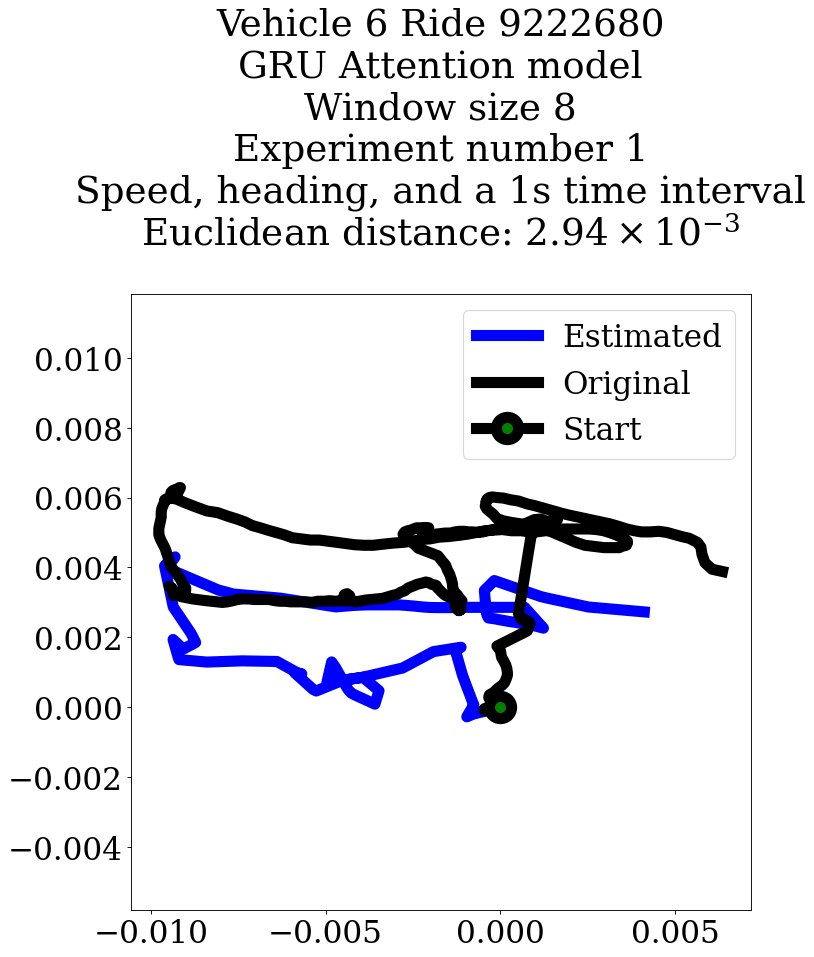 Vehicle 6 Ride 9222680
GRU Attention model
Window size 8
Experiment number 1
Speed, heading, and a 1s time interval
Euclidean distance: 2.94 × 10⁻³
Estimated
Original
Start
0.010
0.008
0.006
0.004
0.002
0.000
−0.002
−0.004
−0.010 −0.005 0.000 0.005